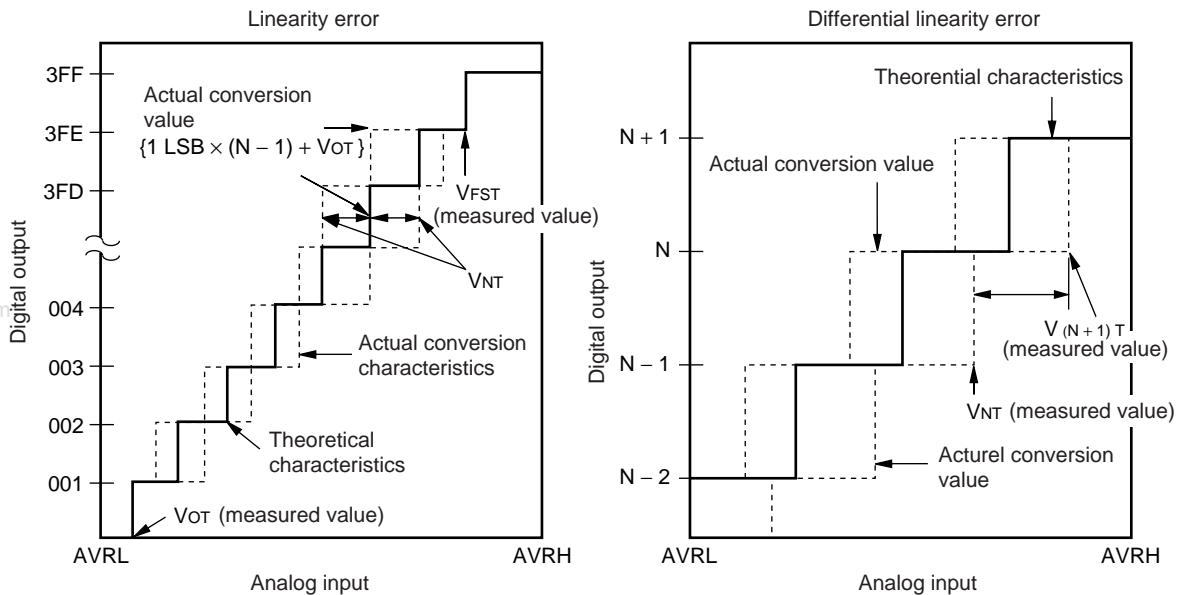 Linearity error
3FF
3FE
3FD
004
003
002
001
Digital output
Actual conversion
value
{1 LSB × (N – 1) + VOT}
VFST
(measured value)
VNT
Actual conversion
characteristics
Theoretical
characteristics
VOT (measured value)
AVRL
AVRH
Analog input
Differential linearity error
N + 1
N
N – 1
N – 2
Digital output
Theorential characteristics
Actual conversion value
V (N + 1) T
(measured value)
VNT (measured value)
Acturel conversion
value
AVRL
AVRH
Analog input